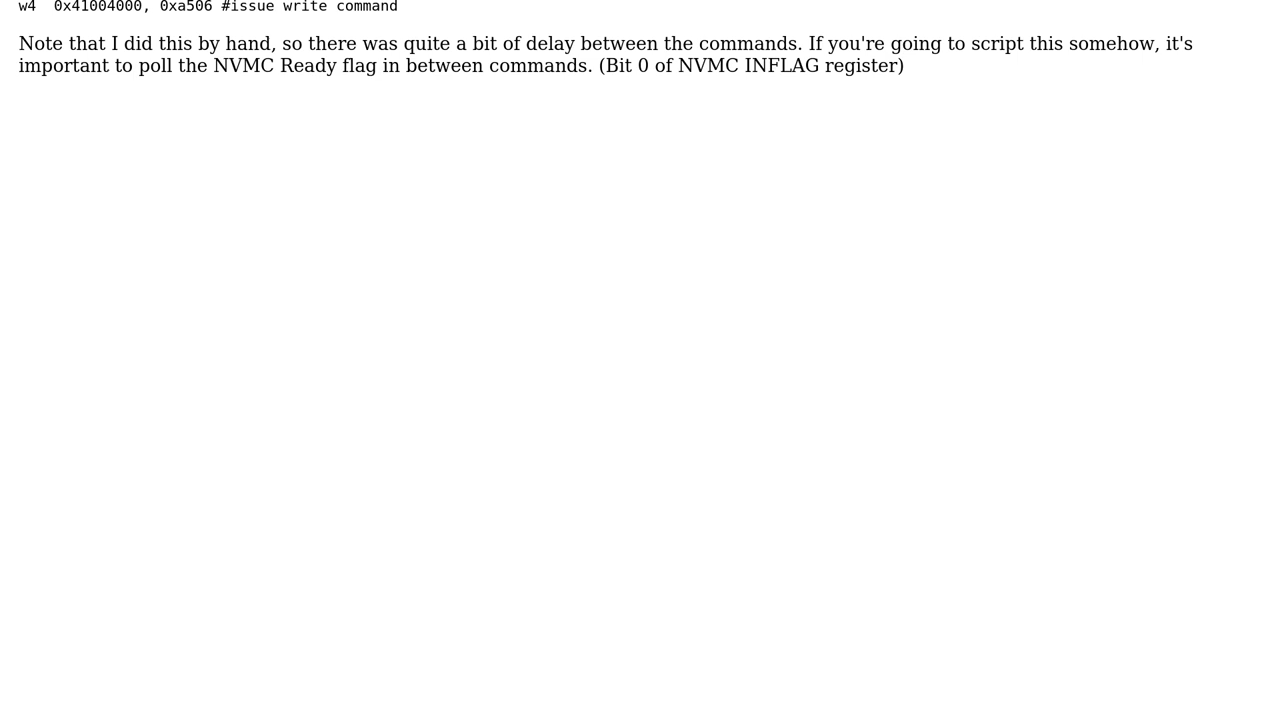 w4  0x41004000, 0xa506 #issue write command
Note that I did this by hand, so there was quite a bit of delay between the commands. If you're going to script this somehow, it's
important to poll the NVMC Ready flag in between commands. (Bit 0 of NVMC INFLAG register)